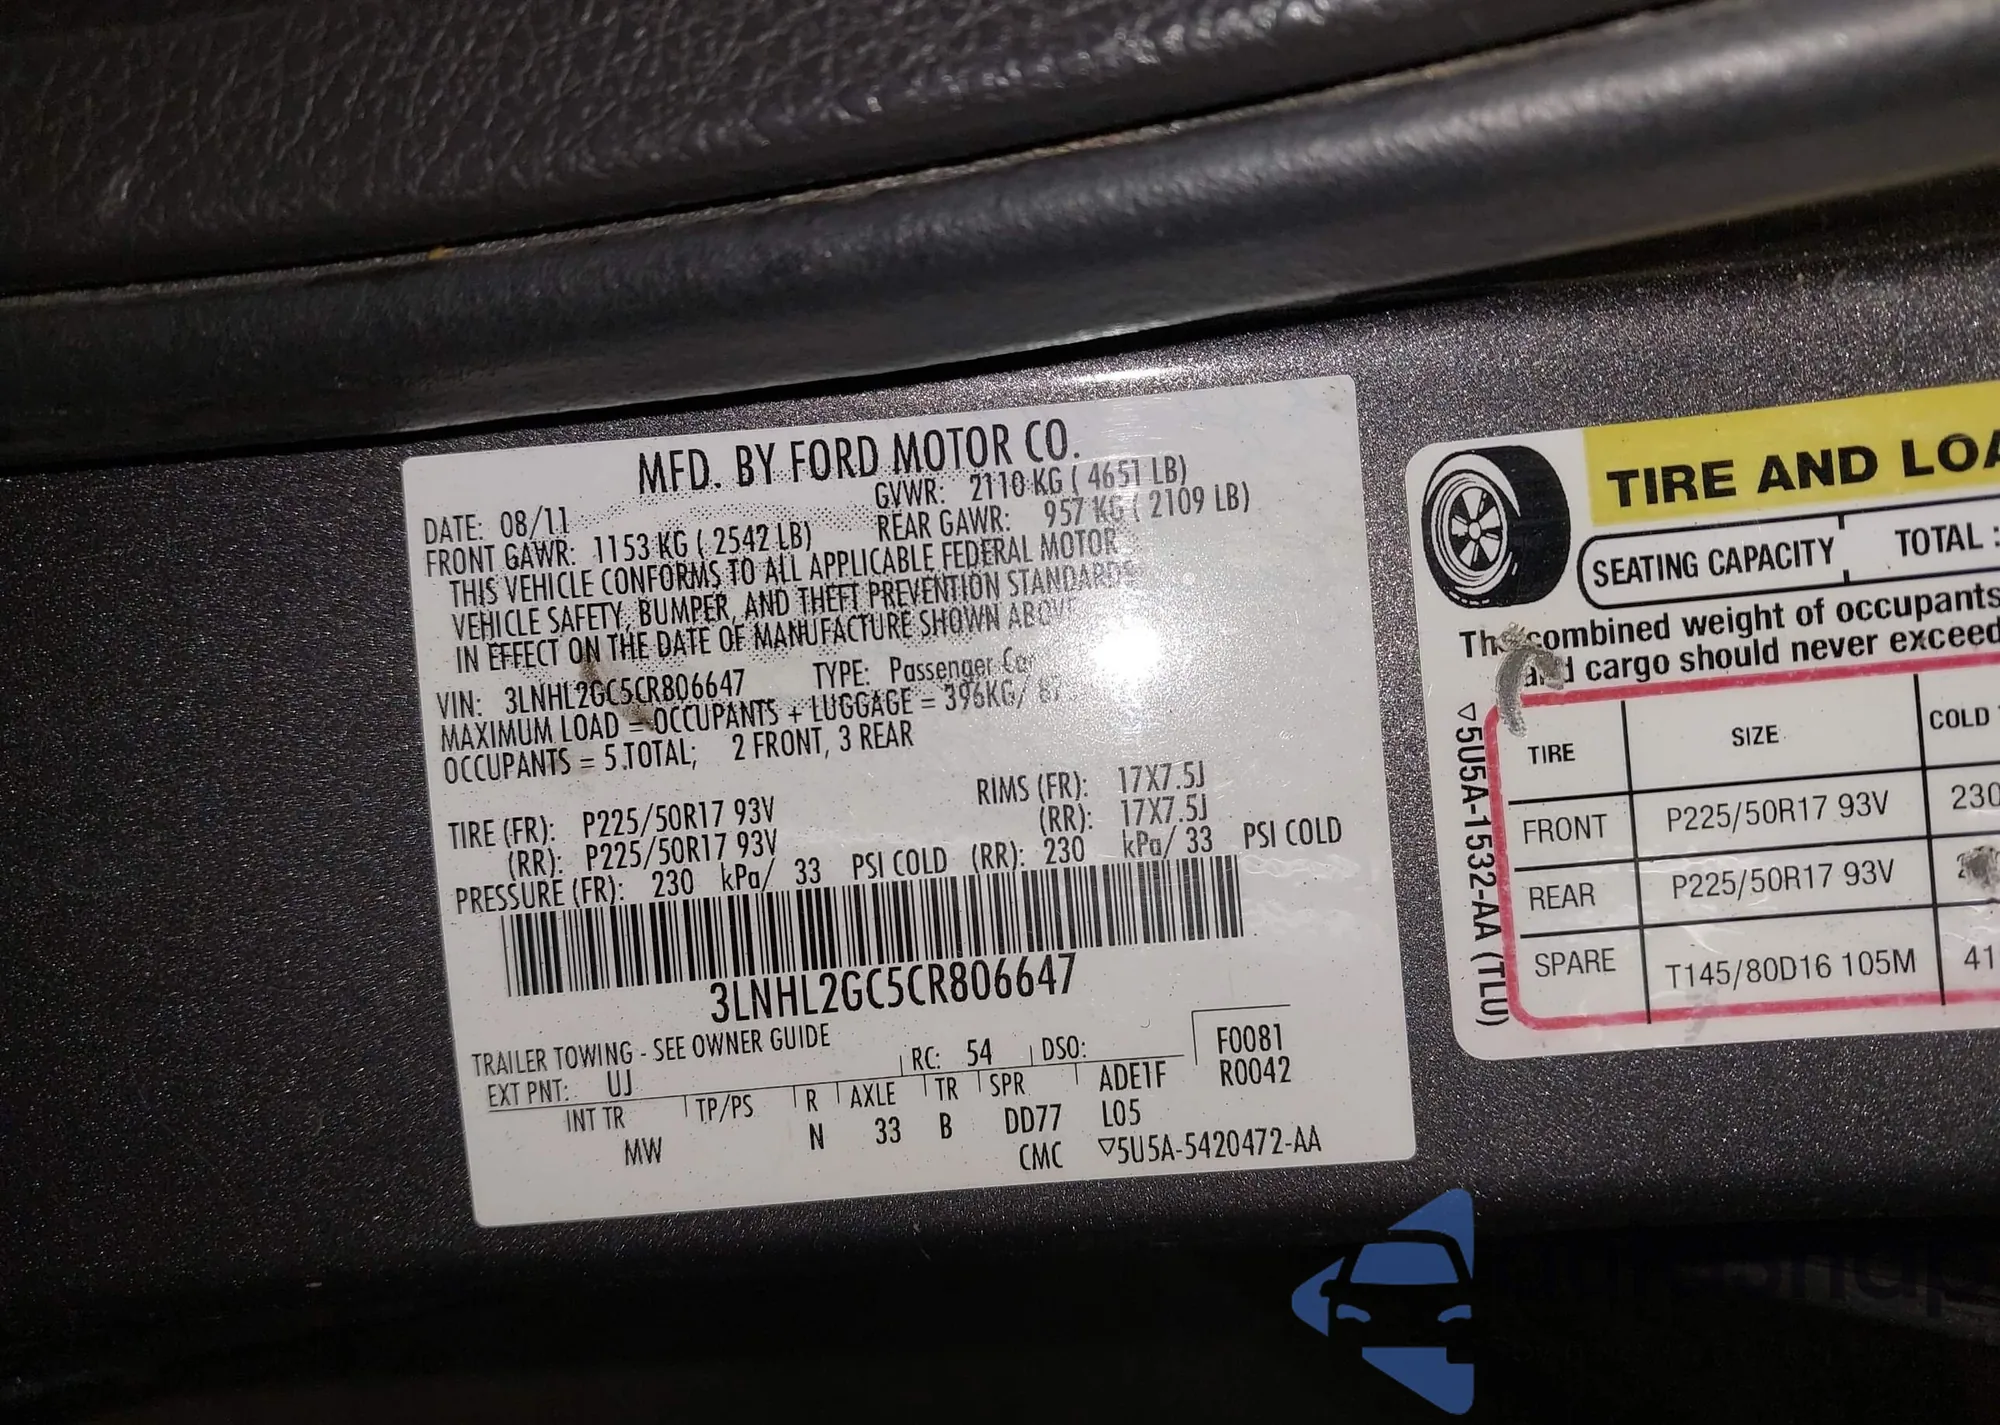 MFD. BY FORD MOTOR CO.
DATE: 08/11 GVWR: 2110 KG ( 4651 LB)
FRONT GAWR: 1153 KG ( 2542 LB) REAR GAWR: 957 KG ( 2109 LB)
THIS VEHICLE CONFORMS TO ALL APPLICABLE FEDERAL MOTOR
VEHICLE SAFETY, BUMPER, AND THEFT PREVENTION STANDARDS
IN EFFECT ON THE DATE OF MANUFACTURE SHOWN ABOVE
VIN: 3LNHL2GC5CR806647 TYPE: Passenger Car
MAXIMUM LOAD = OCCUPANTS + LUGGAGE = 396KG/ 87
OCCUPANTS = 5 TOTAL; 2 FRONT, 3 REAR
TIRE (FR): P225/50R17 93V RIMS (FR): 17X7.5J
(RR): P225/50R17 93V (RR): 17X7.5J
PRESSURE (FR): 230 kPa/ 33 PSI COLD (RR): 230 kPa/ 33 PSI COLD
3LNHL2GC5CR806647
TRAILER TOWING - SEE OWNER GUIDE
EXT PNT: UJ RC: 54 DSO: F0081
INT TR TP/PS R AXLE TR SPR ADE1F R0042
MW N 33 B DD77 L05
CMC ▽5U5A-5420472-AA
TIRE AND LOA
SEATING CAPACITY TOTAL :
The combined weight of occupants
and cargo should never exceed
▽5U5A-1532-AA (TLU)
TIRE SIZE COLD
FRONT P225/50R17 93V 230
REAR P225/50R17 93V
SPARE T145/80D16 105M 41